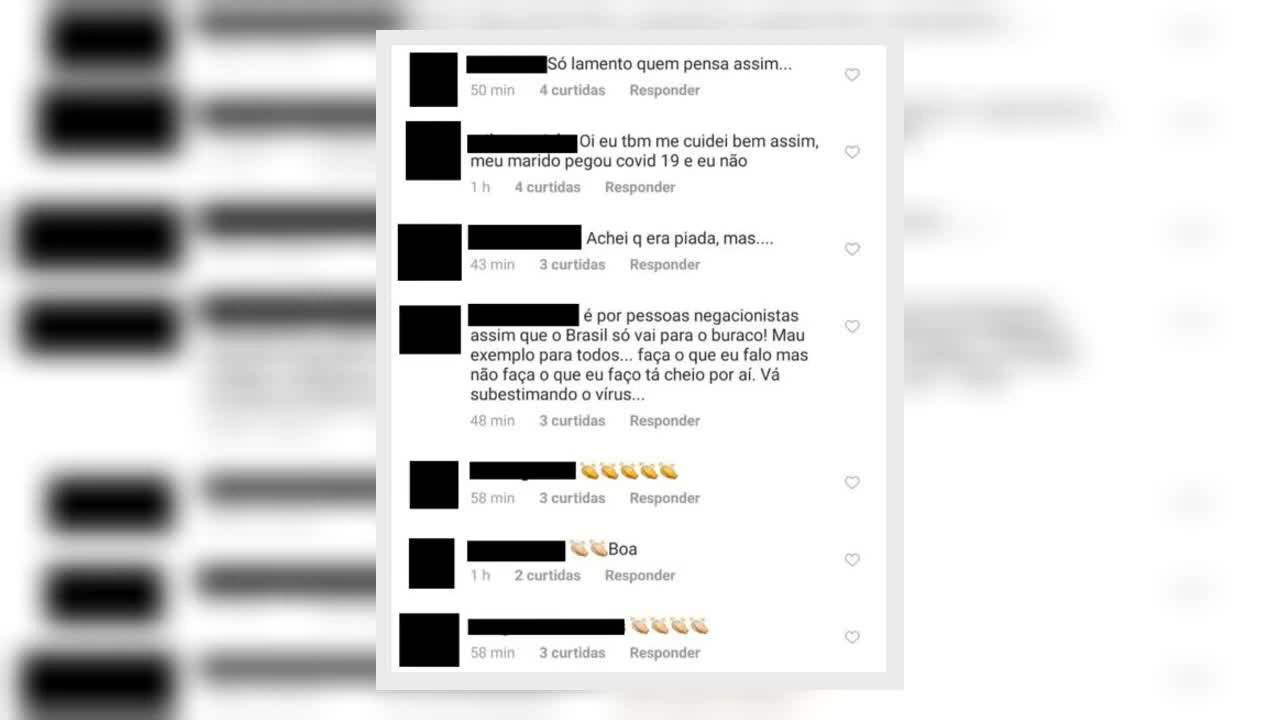 Só lamento quem pensa assim...
50 min 4 curtidas Responder
Oi eu tbm me cuidei bem assim,
meu marido pegou covid 19 e eu não
1 h 4 curtidas Responder
Achei q era piada, mas....
43 min 3 curtidas Responder
é por pessoas negacionistas
assim que o Brasil só vai para o buraco! Mau
exemplo para todos... faça o que eu falo mas
não faça o que eu faço tá cheio por aí. Vá
subestimando o vírus...
48 min 3 curtidas Responder
👏👏👏👏👏
58 min 3 curtidas Responder
👏🏻👏🏻Boa
1 h 2 curtidas Responder
👏🏻👏🏻👏🏻👏🏻
58 min 3 curtidas Responder